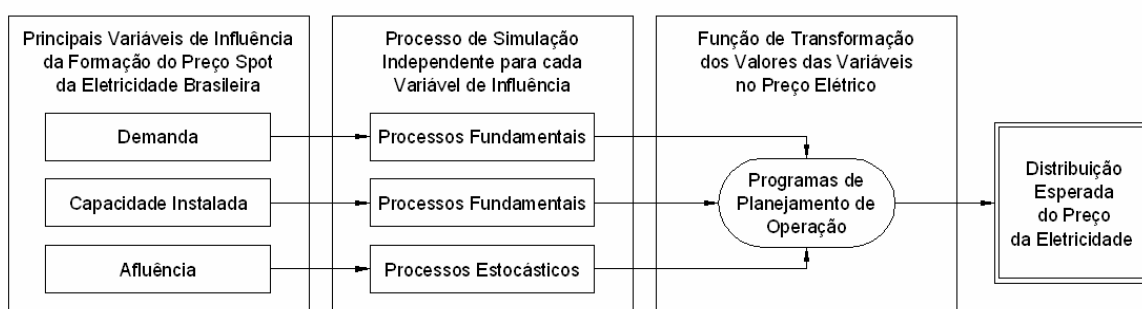 Principais Variáveis de Influência
da Formação do Preço Spot
da Eletricidade Brasileira
Demanda
Capacidade Instalada
Afluência
Processo de Simulação
Independente para cada
Variável de Influência
Processos Fundamentais
Processos Fundamentais
Processos Estocásticos
Função de Transformação
dos Valores das Variáveis
no Preço Elétrico
Programas de
Planejamento de
Operação
Distribuição
Esperada
do Preço
da Eletricidade